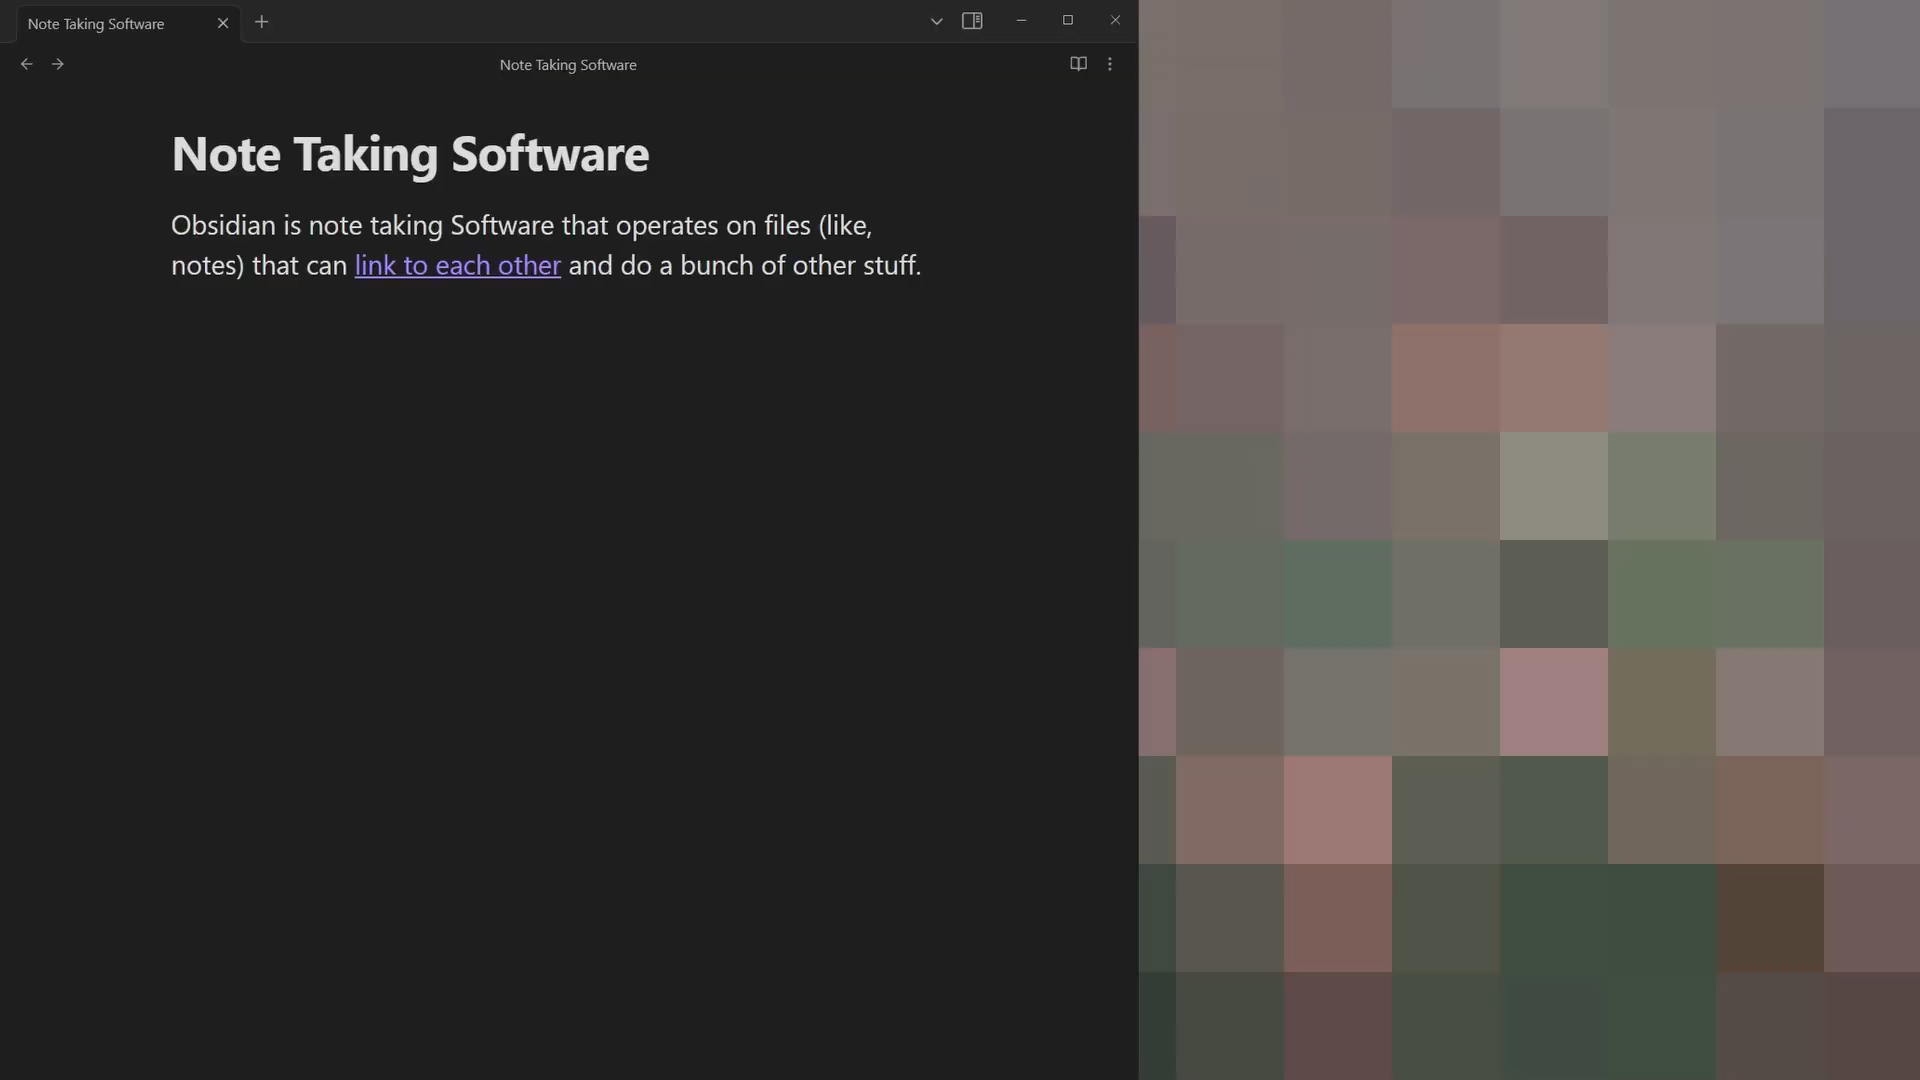 Note Taking Software
Note Taking Software
Note Taking Software
Obsidian is note taking Software that operates on files (like,
notes) that can link to each other and do a bunch of other stuff.